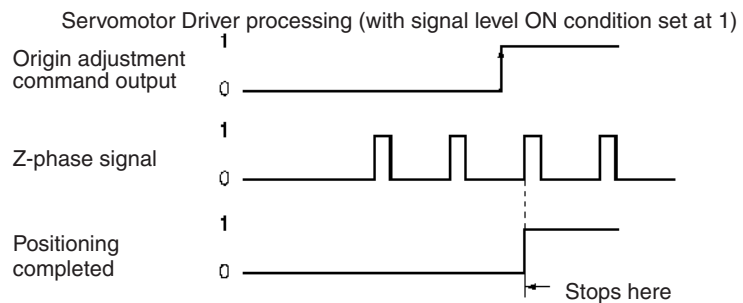 Servomotor Driver processing (with signal level ON condition set at 1)
Origin adjustment
command output
1
0
Z-phase signal
1
0
Positioning
completed
1
0
Stops here